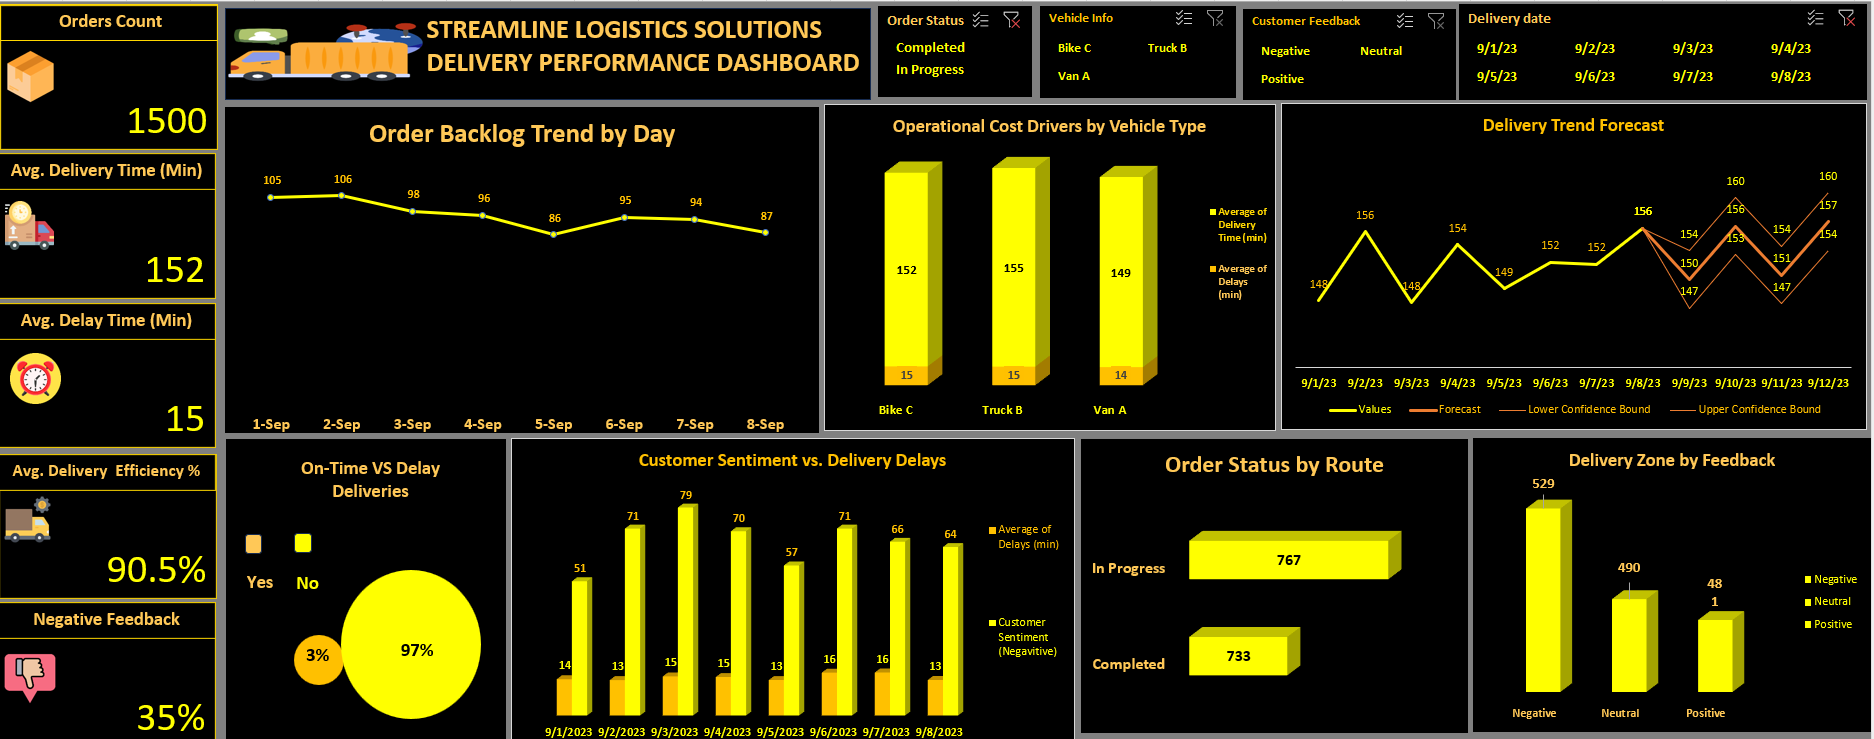 Orders Count
1500
Avg. Delivery Time (Min)
152
Avg. Delay Time (Min)
15
Avg. Delivery Efficiency %
90.5%
Negative Feedback
35%
STREAMLINE LOGISTICS SOLUTIONS
DELIVERY PERFORMANCE DASHBOARD
Order Status
Completed
In Progress
Vehicle Info
Bike C Truck B
Van A
Customer Feedback
Negative Neutral
Positive
Delivery date
9/1/23 9/2/23 9/3/23 9/4/23
9/5/23 9/6/23 9/7/23 9/8/23
Order Backlog Trend by Day
105 106 98 96 86 95 94 87
1-Sep 2-Sep 3-Sep 4-Sep 5-Sep 6-Sep 7-Sep 8-Sep
Operational Cost Drivers by Vehicle Type
152 155 149
15 15 14
Bike C Truck B Van A
Average of
Delivery
Time (min)
Average of
Delays
(min)
Delivery Trend Forecast
148 156 148 154 149 152 152 156
154 160 154 160
150 156 151 157
147 153 147 154
9/1/23 9/2/23 9/3/23 9/4/23 9/5/23 9/6/23 9/7/23 9/8/23 9/9/23 9/10/23 9/11/23 9/12/23
Values Forecast Lower Confidence Bound Upper Confidence Bound
On-Time VS Delay
Deliveries
Yes No
3% 97%
Customer Sentiment vs. Delivery Delays
51 71 79 70 57 71 66 64
14 13 15 15 13 16 16 13
9/1/2023 9/2/2023 9/3/2023 9/4/2023 9/5/2023 9/6/2023 9/7/2023 9/8/2023
Average of
Delays (min)
Customer
Sentiment
(Negavitive)
Order Status by Route
In Progress 767
Completed 733
Delivery Zone by Feedback
529
490
48
1
Negative Neutral Positive
Negative
Neutral
Positive